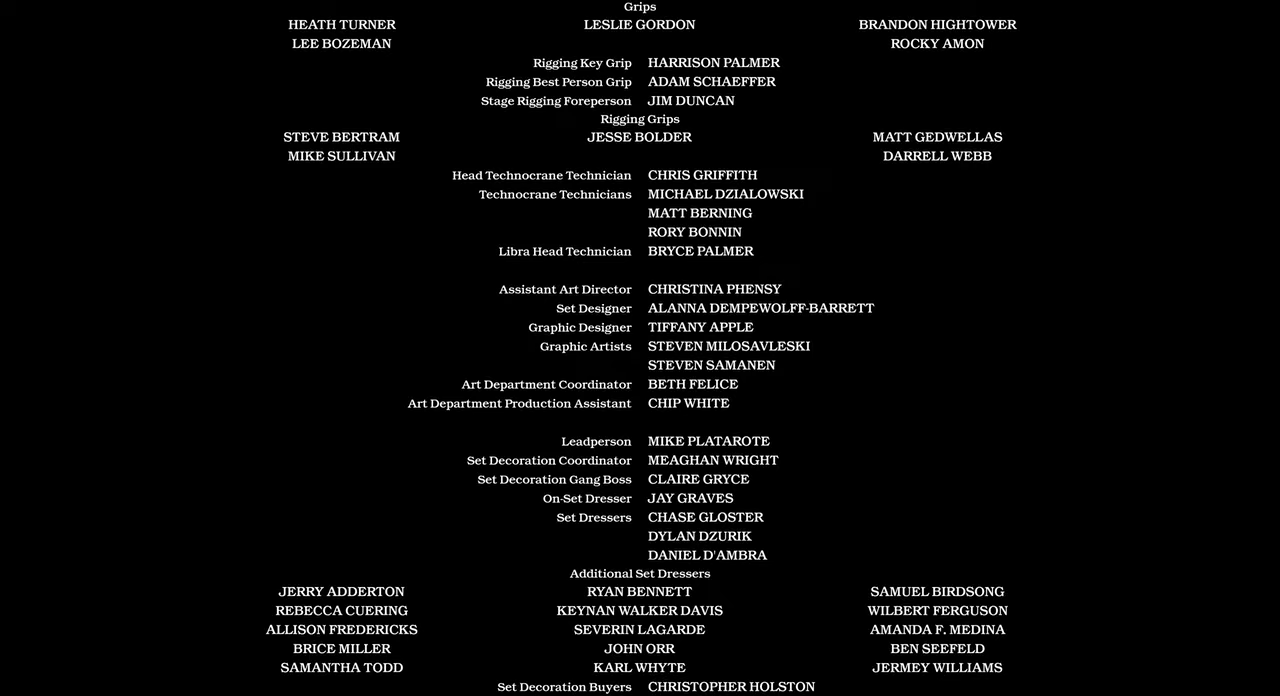 Grips
HEATH TURNER LESLIE GORDON BRANDON HIGHTOWER
LEE BOZEMAN ROCKY AMON
Rigging Key Grip HARRISON PALMER
Rigging Best Person Grip ADAM SCHAEFFER
Stage Rigging Foreperson JIM DUNCAN
Rigging Grips
STEVE BERTRAM JESSE BOLDER MATT GEDWELLAS
MIKE SULLIVAN DARRELL WEBB
Head Technocrane Technician CHRIS GRIFFITH
Technocrane Technicians MICHAEL DZIALOWSKI
MATT BERNING
RORY BONNIN
Libra Head Technician BRYCE PALMER
Assistant Art Director CHRISTINA PHENSY
Set Designer ALANNA DEMPEWOLFF-BARRETT
Graphic Designer TIFFANY APPLE
Graphic Artists STEVEN MILOSAVLESKI
STEVEN SAMANEN
Art Department Coordinator BETH FELICE
Art Department Production Assistant CHIP WHITE
Leadperson MIKE PLATAROTE
Set Decoration Coordinator MEAGHAN WRIGHT
Set Decoration Gang Boss CLAIRE GRYCE
On-Set Dresser JAY GRAVES
Set Dressers CHASE GLOSTER
DYLAN DZURIK
DANIEL D'AMBRA
Additional Set Dressers
JERRY ADDERTON RYAN BENNETT SAMUEL BIRDSONG
REBECCA CUERING KEYNAN WALKER DAVIS WILBERT FERGUSON
ALLISON FREDERICKS SEVERIN LAGARDE AMANDA F. MEDINA
BRICE MILLER JOHN ORR BEN SEEFELD
SAMANTHA TODD KARL WHYTE JERMEY WILLIAMS
Set Decoration Buyers CHRISTOPHER HOLSTON